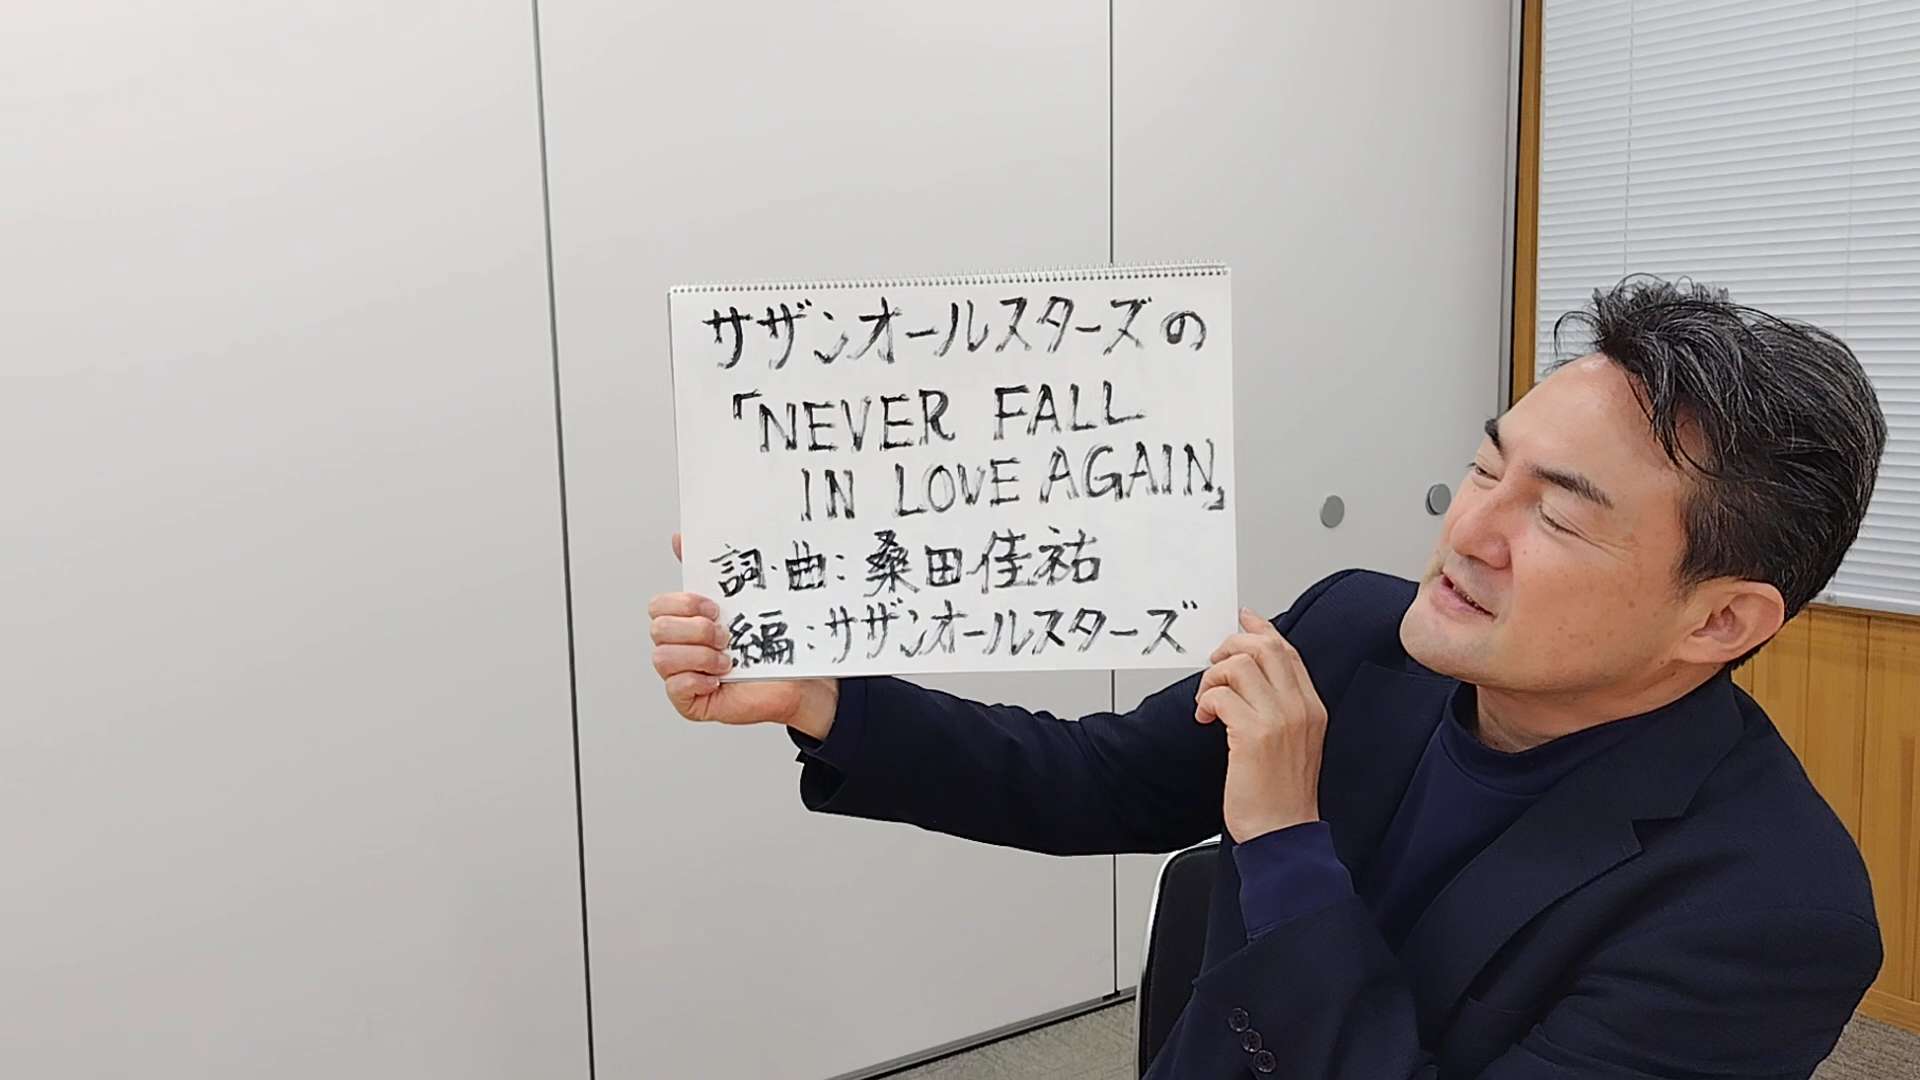 サザンオールスターズの
「NEVER FALL
IN LOVE AGAIN」
詞・曲：桑田佳祐
編：サザンオールスターズ